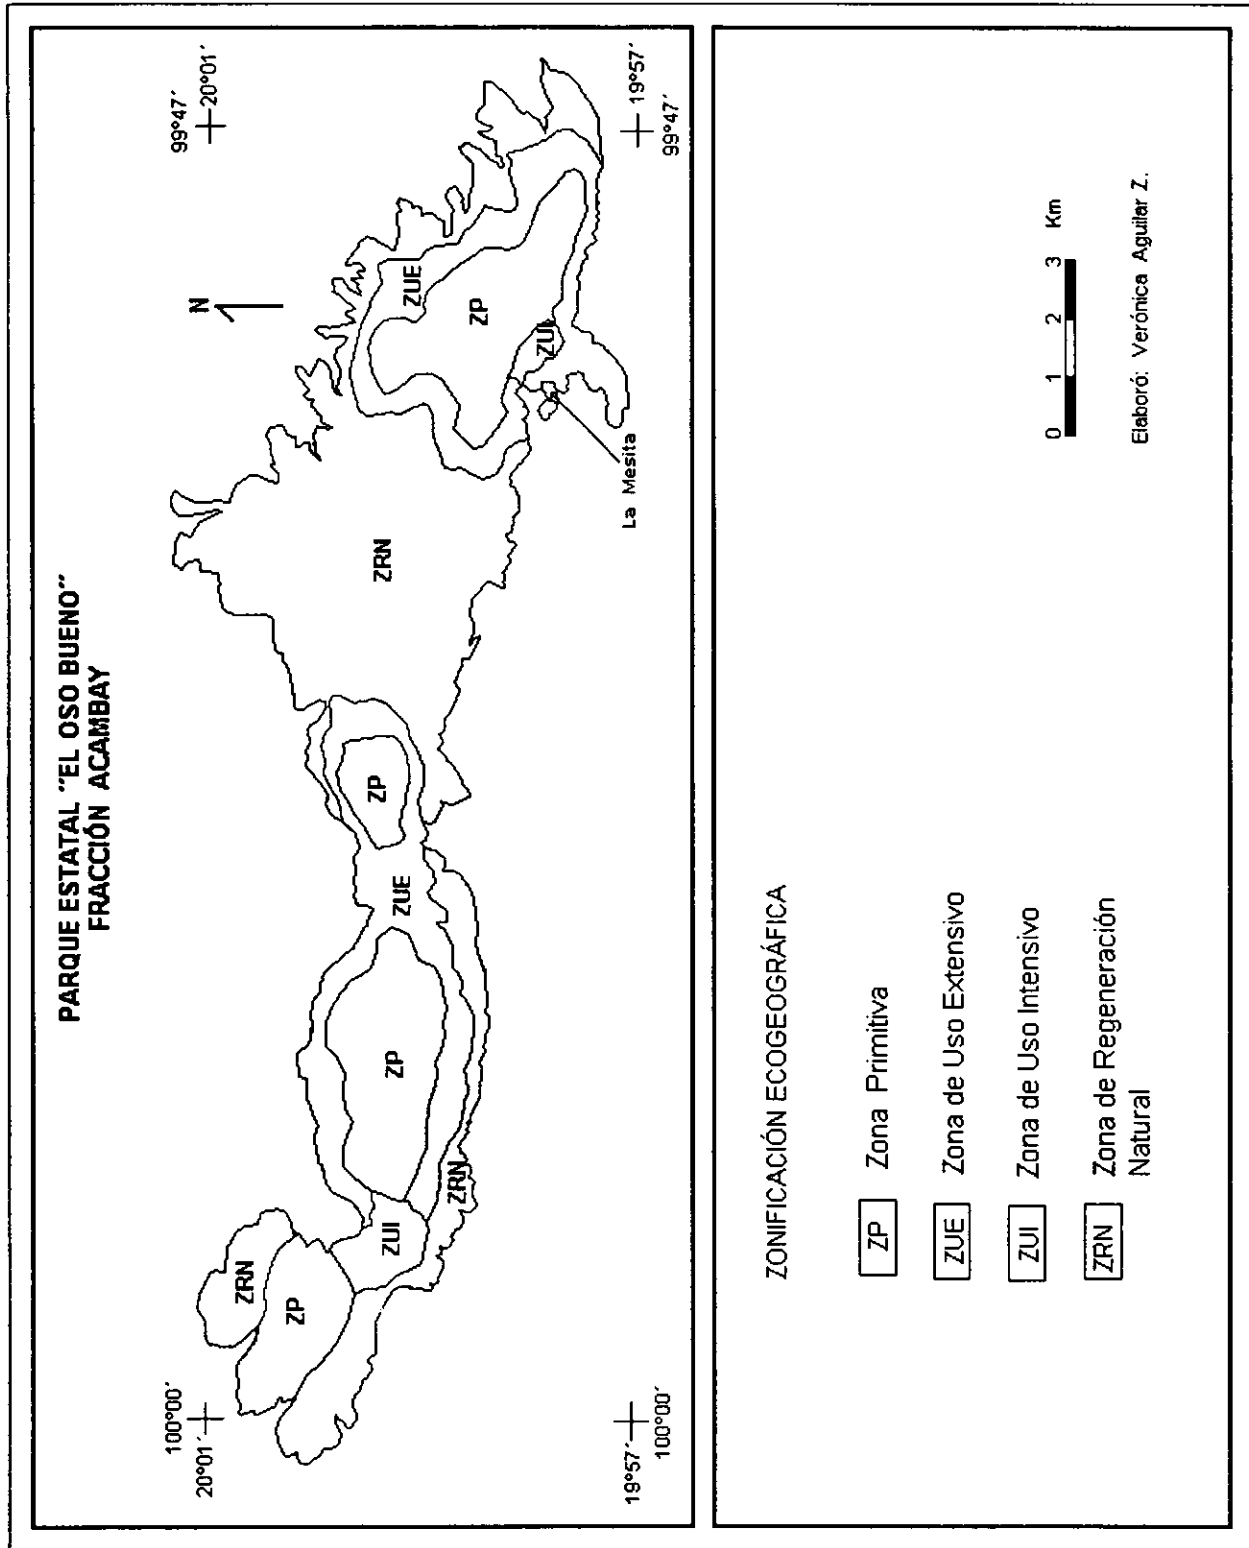 PARQUE ESTATAL "EL OSO BUENO"
FRACCIÓN ACAMBAY
100°00´
20°01´
99°47´
20°01´
N
ZRN
ZP
ZUI
ZRN
ZP
ZUE
ZP
ZRN
ZUE
ZP
ZUI
La Mesita
19°57´
100°00´
19°57´
99°47´
ZONIFICACIÓN ECOGEOGRÁFICA
ZP Zona Primitiva
ZUE Zona de Uso Extensivo
ZUI Zona de Uso Intensivo
ZRN Zona de Regeneración
Natural
0 1 2 3 Km
Elaboró: Verónica Aguilar Z.